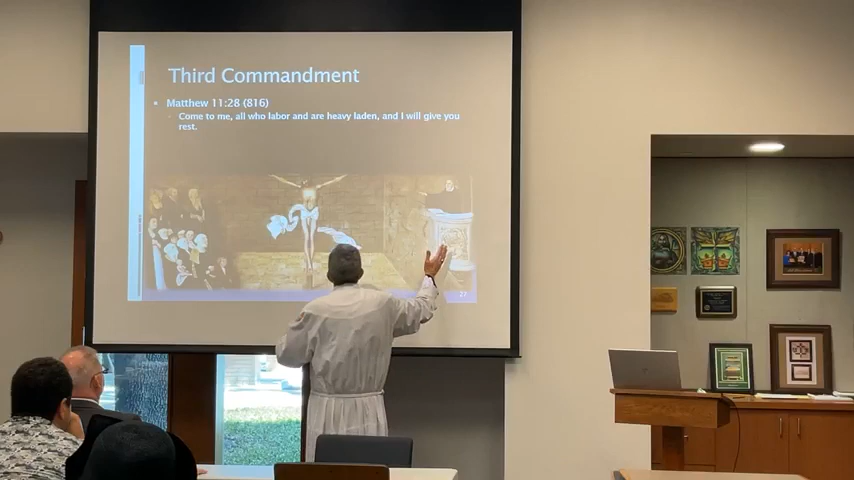 Third Commandment
Matthew 11:28 (816)
Come to me, all who labor and are heavy laden, and I will give you
rest.
27